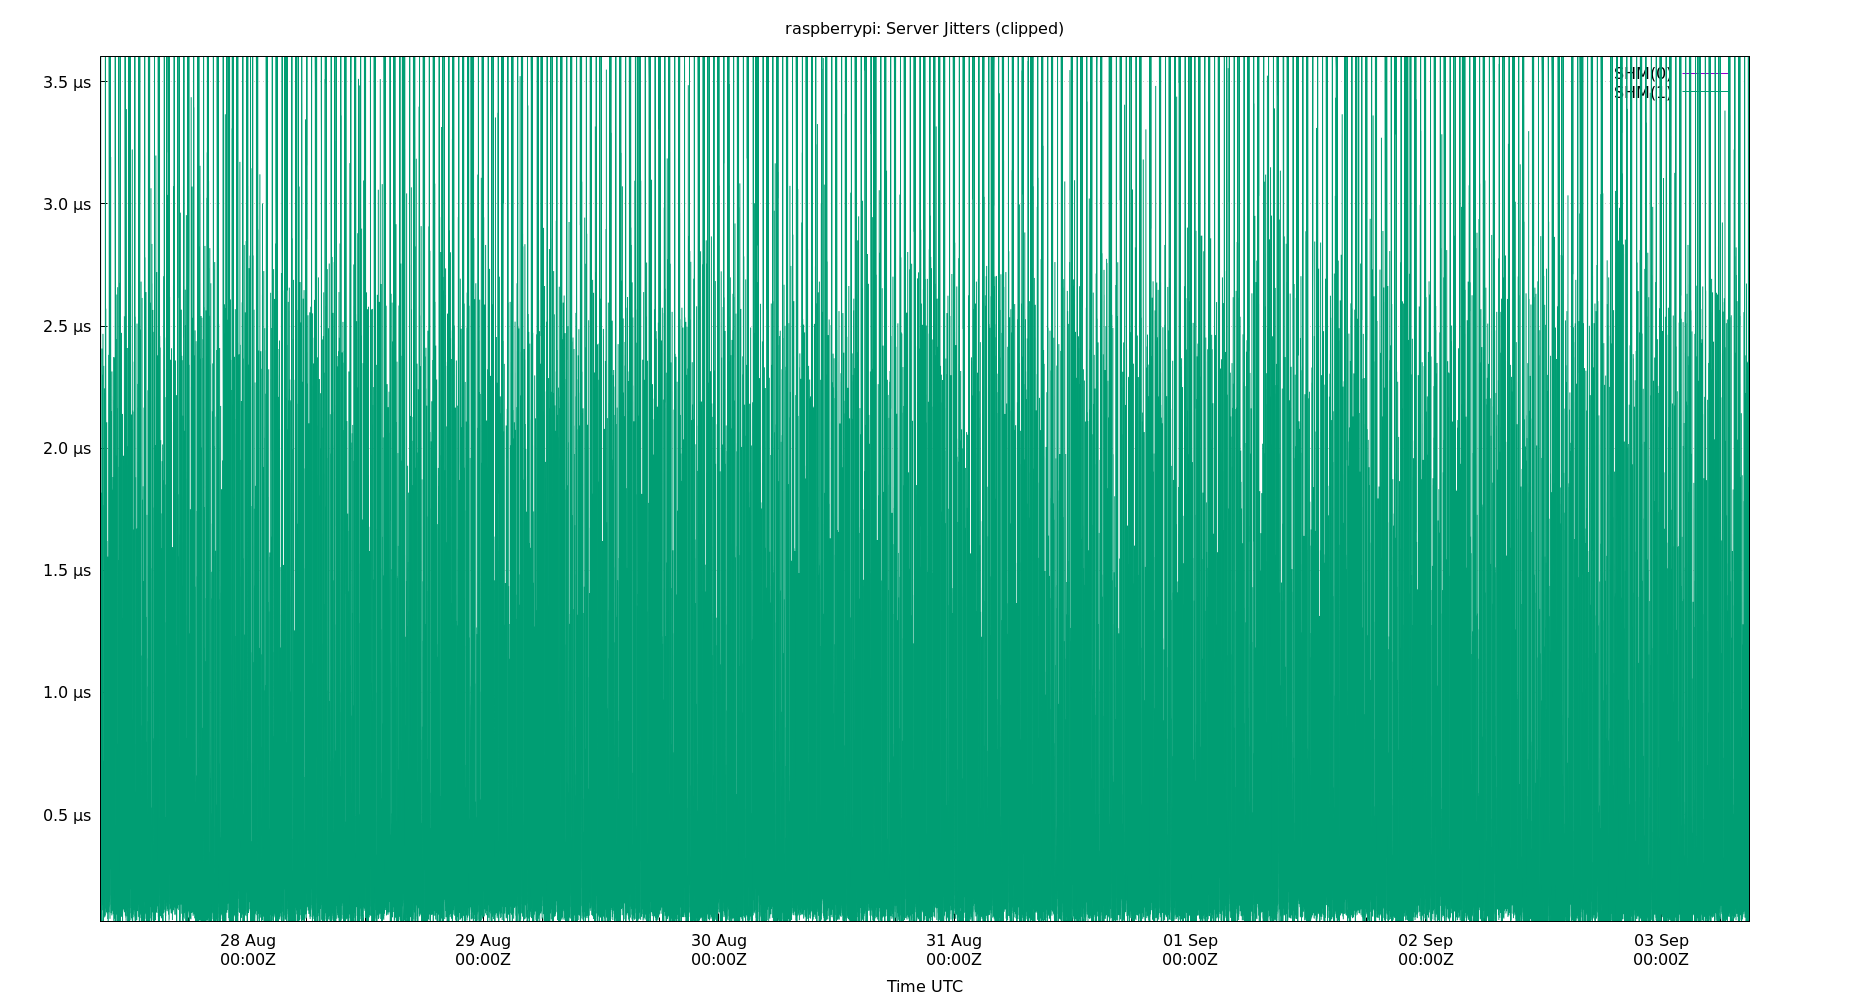 raspberrypi: Server Jitters (clipped)
SHM(0)
SHM(1)
3.5 µs
3.0 µs
2.5 µs
2.0 µs
1.5 µs
1.0 µs
0.5 µs
28 Aug 29 Aug 30 Aug 31 Aug 01 Sep 02 Sep 03 Sep
00:00Z 00:00Z 00:00Z 00:00Z 00:00Z 00:00Z 00:00Z
Time UTC